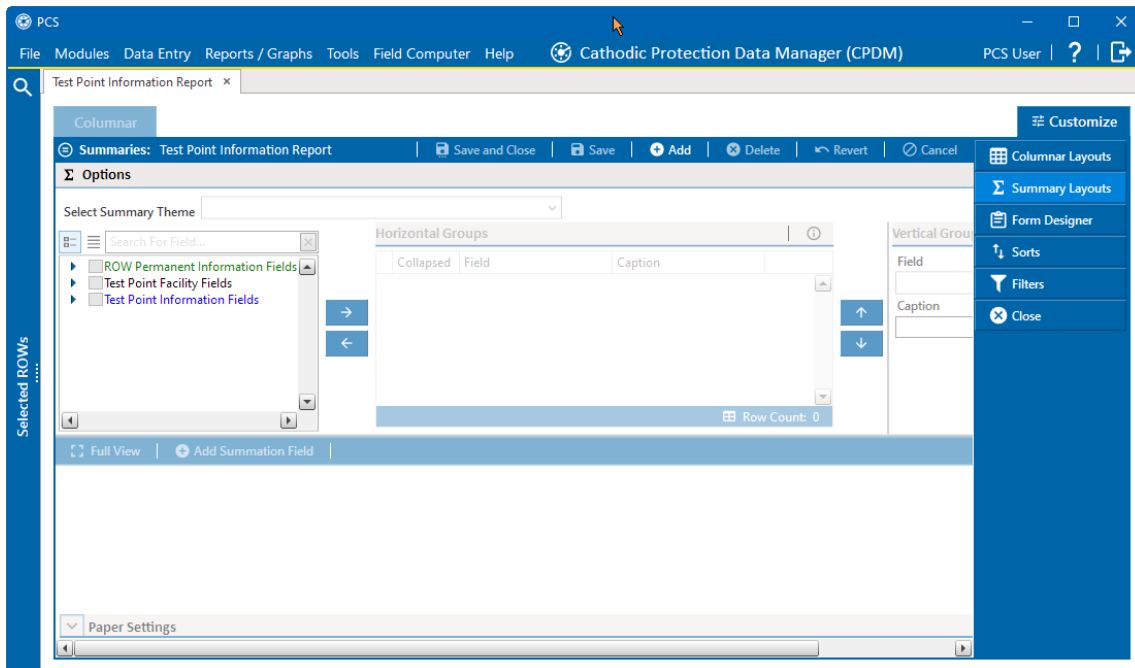 PCS
File Modules Data Entry Reports / Graphs Tools Field Computer Help Cathodic Protection Data Manager (CPDM) PCS User | ? |
Test Point Information Report ×
Columnar
Customize
Summaries: Test Point Information Report | Save and Close | Save | Add | Delete | Revert | Cancel
Σ Options
Select Summary Theme
Search For Field...
ROW Permanent Information Fields
Test Point Facility Fields
Test Point Information Fields
Horizontal Groups
Collapsed Field Caption
Row Count: 0
Vertical Grou
Field
Caption
Columnar Layouts
Σ Summary Layouts
Form Designer
Sorts
Filters
Close
Selected ROWs
Full View | Add Summation Field |
Paper Settings